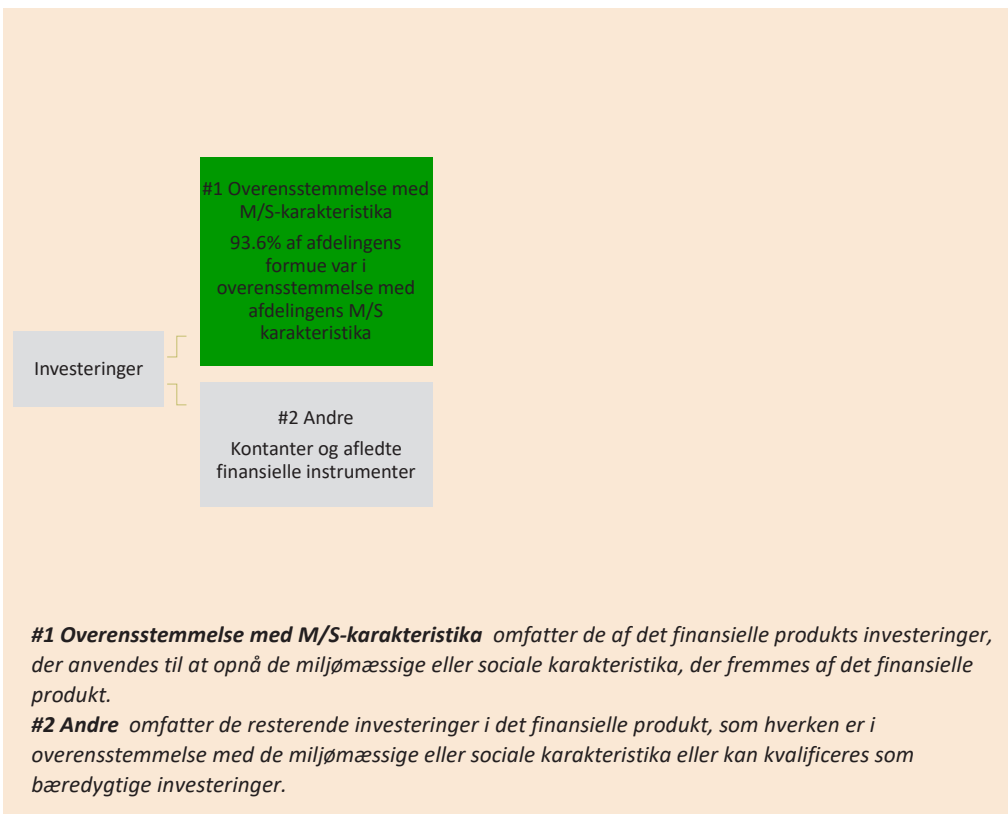 #1 Overensstemmelse med
M/S-karakteristika
93.6% af afdelingens
formue var i
overensstemmelse med
afdelingens M/S
karakteristika
Investeringer
#2 Andre
Kontanter og afledte
finansielle instrumenter
#1 Overensstemmelse med M/S-karakteristika omfatter de af det finansielle produkts investeringer,
der anvendes til at opnå de miljømæssige eller sociale karakteristika, der fremmes af det finansielle
produkt.
#2 Andre omfatter de resterende investeringer i det finansielle produkt, som hverken er i
overensstemmelse med de miljømæssige eller sociale karakteristika eller kan kvalificeres som
bæredygtige investeringer.